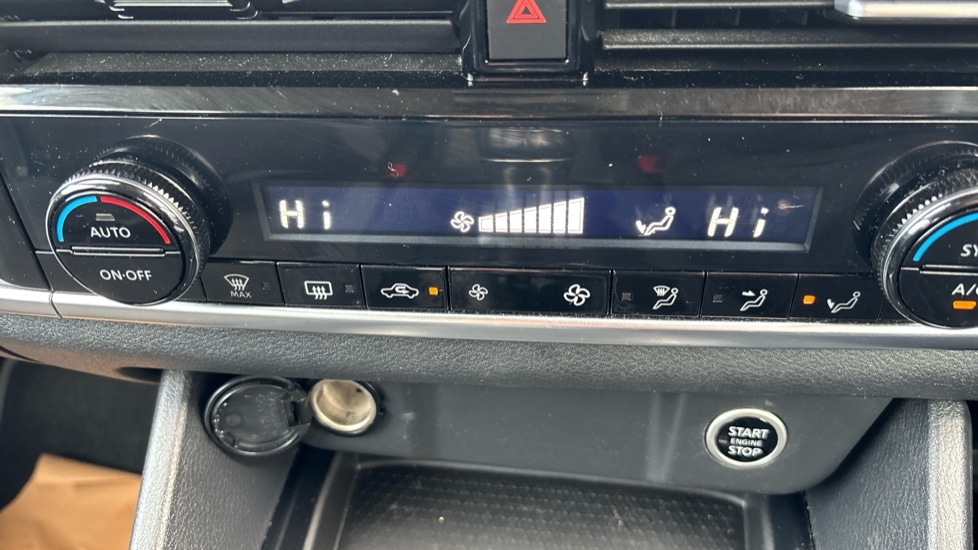 Hi Hi
AUTO
ON·OFF
MAX
A/C
START
ENGINE
STOP